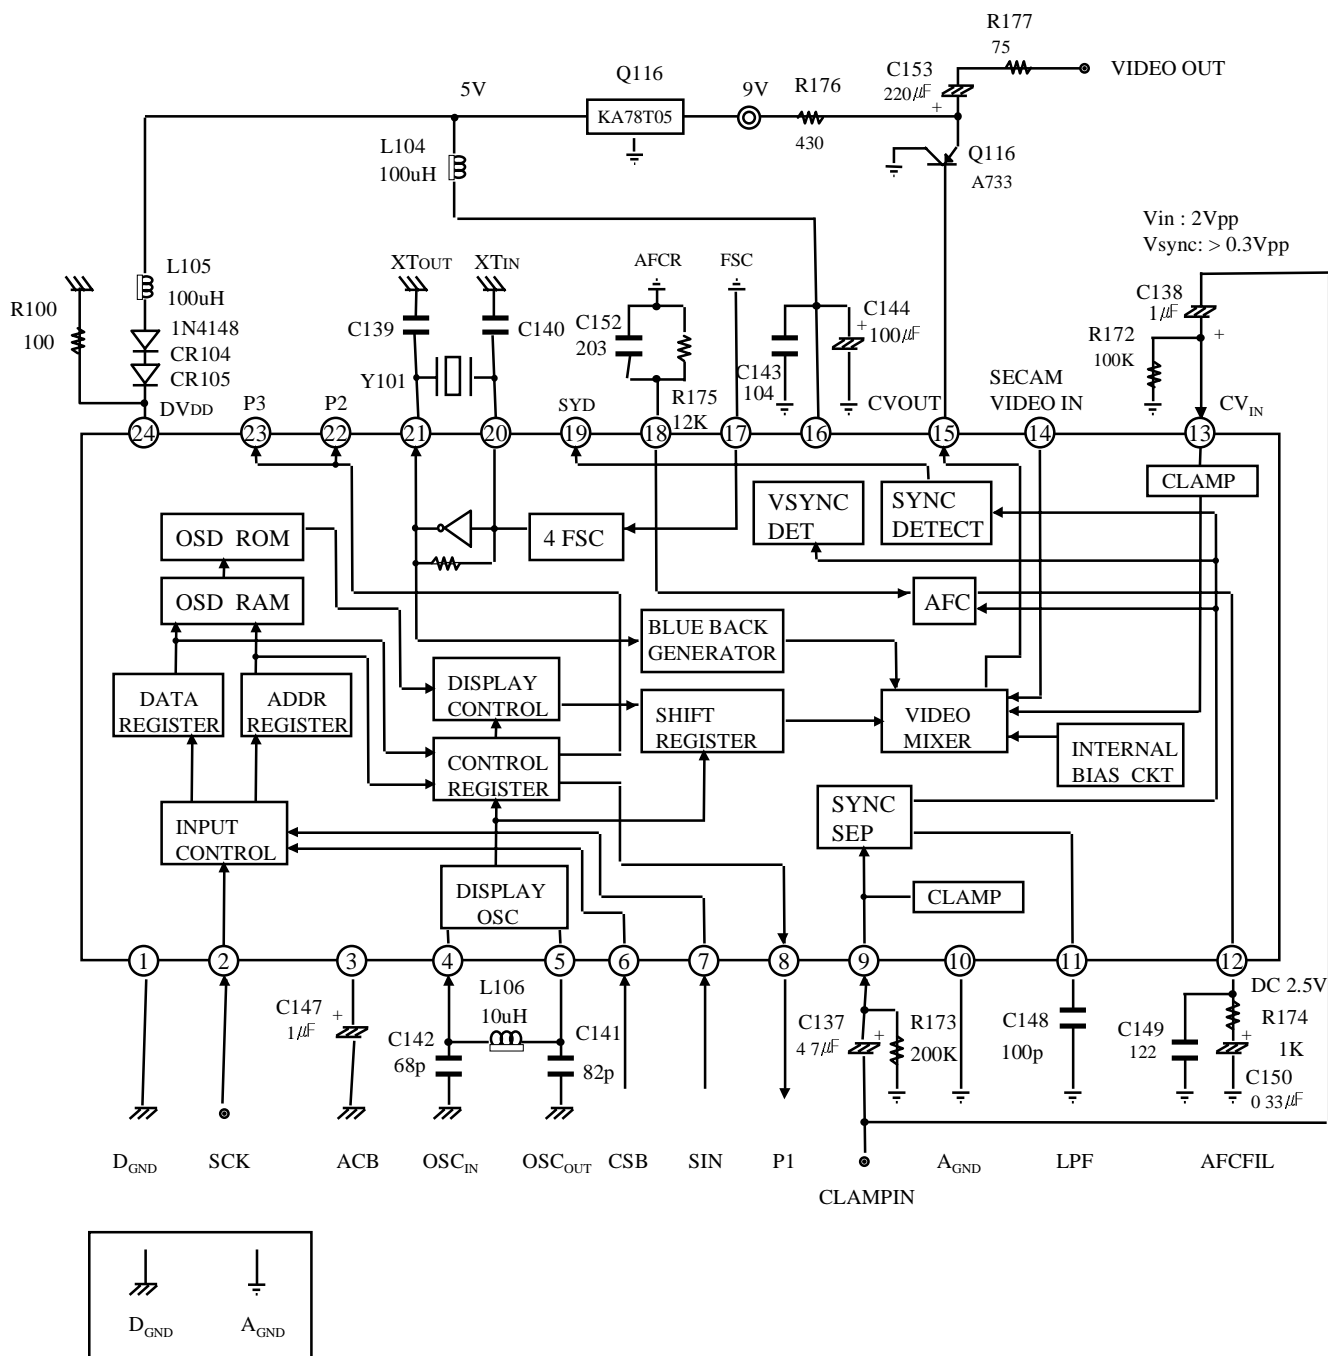 R177
75
C153
220㎌
+
VIDEO OUT
5V
Q116
KA78T05
9V
R176
430
L104
100uH
Q116
A733
Vin : 2Vpp
Vsync: > 0.3Vpp
L105
100uH
R100
100
1N4148
CR104
CR105
XTOUT
XTIN
C139
C140
Y101
AFCR
C152
203
R175
12K
FSC
C143
104
C144
+
100㎌
C138
1㎌
+
R172
100K
DVDD
P3
P2
SYD
CVOUT
SECAM
VIDEO IN
CVIN
24
23
22
21
20
19
18
17
16
15
14
13
CLAMP
VSYNC
DET
SYNC
DETECT
OSD ROM
4 FSC
OSD RAM
AFC
BLUE BACK
GENERATOR
DATA
REGISTER
ADDR
REGISTER
DISPLAY
CONTROL
SHIFT
REGISTER
VIDEO
MIXER
CONTROL
REGISTER
INTERNAL
BIAS CKT
INPUT
CONTROL
SYNC
SEP
DISPLAY
OSC
CLAMP
1
2
3
4
5
6
7
8
9
10
11
12
DC 2.5V
C147
1㎌
+
C142
68p
L106
10uH
C141
82p
C137
4 7㎌
+
R173
200K
C148
100p
C149
122
R174
1K
+
C150
0 33㎌
DGND
SCK
ACB
OSCIN
OSCOUT
CSB
SIN
P1
CLAMPIN
AGND
LPF
AFCFIL
DGND
AGND